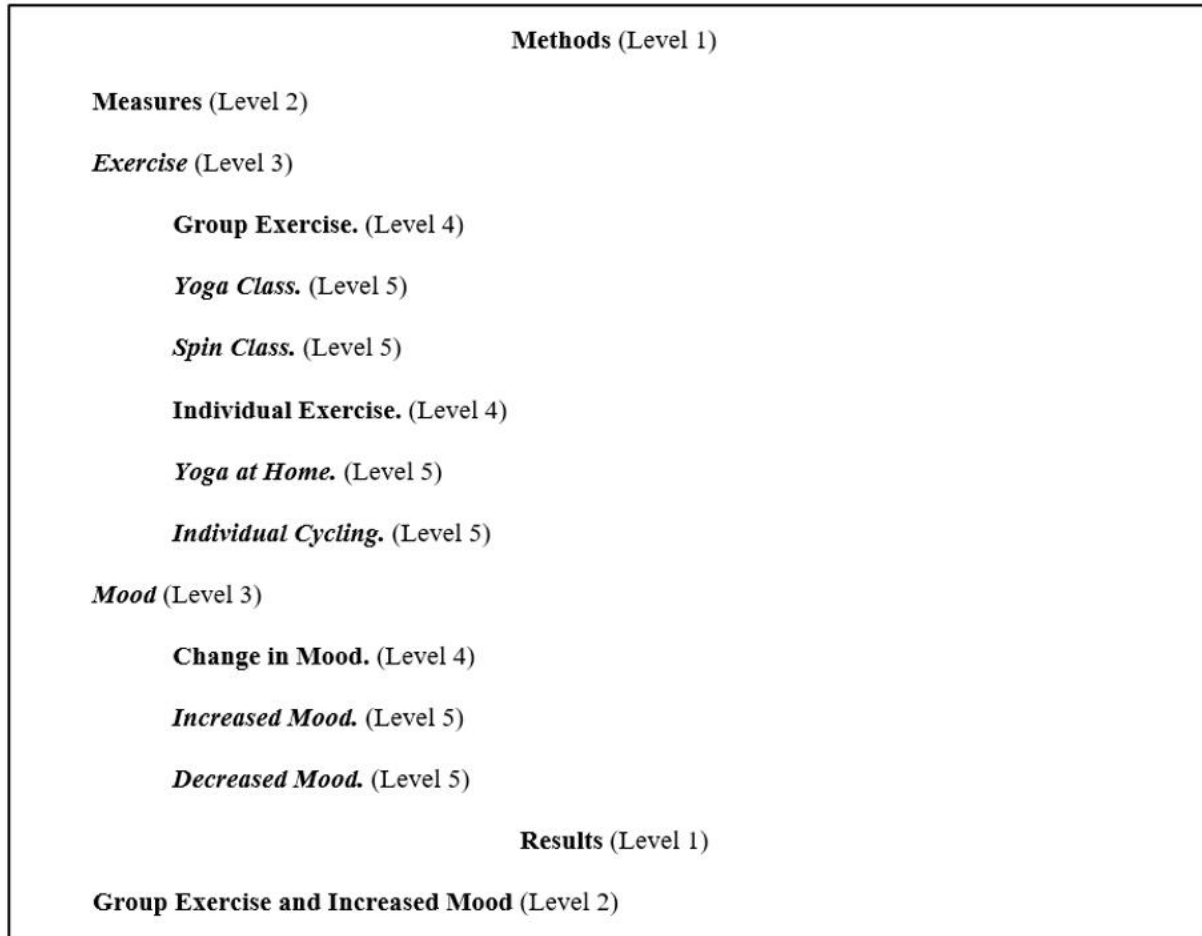 Methods (Level 1)
Measures (Level 2)
Exercise (Level 3)
Group Exercise. (Level 4)
Yoga Class. (Level 5)
Spin Class. (Level 5)
Individual Exercise. (Level 4)
Yoga at Home. (Level 5)
Individual Cycling. (Level 5)
Mood (Level 3)
Change in Mood. (Level 4)
Increased Mood. (Level 5)
Decreased Mood. (Level 5)
Results (Level 1)
Group Exercise and Increased Mood (Level 2)